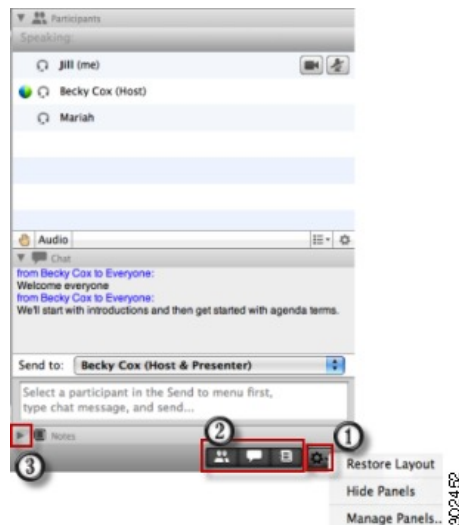 Participants
Speaking:
Jill (me)
Becky Cox (Host)
Mariah
Audio
Chat
from Becky Cox to Everyone:
Welcome everyone
from Becky Cox to Everyone:
We'll start with introductions and then get started with agenda terms.
Send to: Becky Cox (Host & Presenter)
Select a participant in the Send to menu first,
type chat message, and send...
Notes
2
1
3
Restore Layout
Hide Panels
Manage Panels..
302452